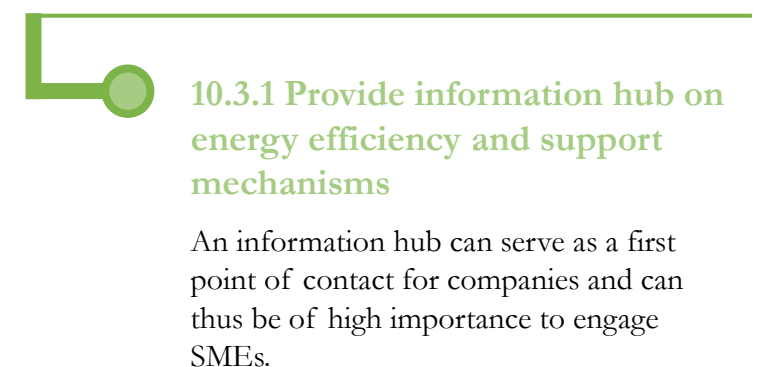 10.3.1 Provide information hub on
energy efficiency and support
mechanisms
An information hub can serve as a first
point of contact for companies and can
thus be of high importance to engage
SMEs.